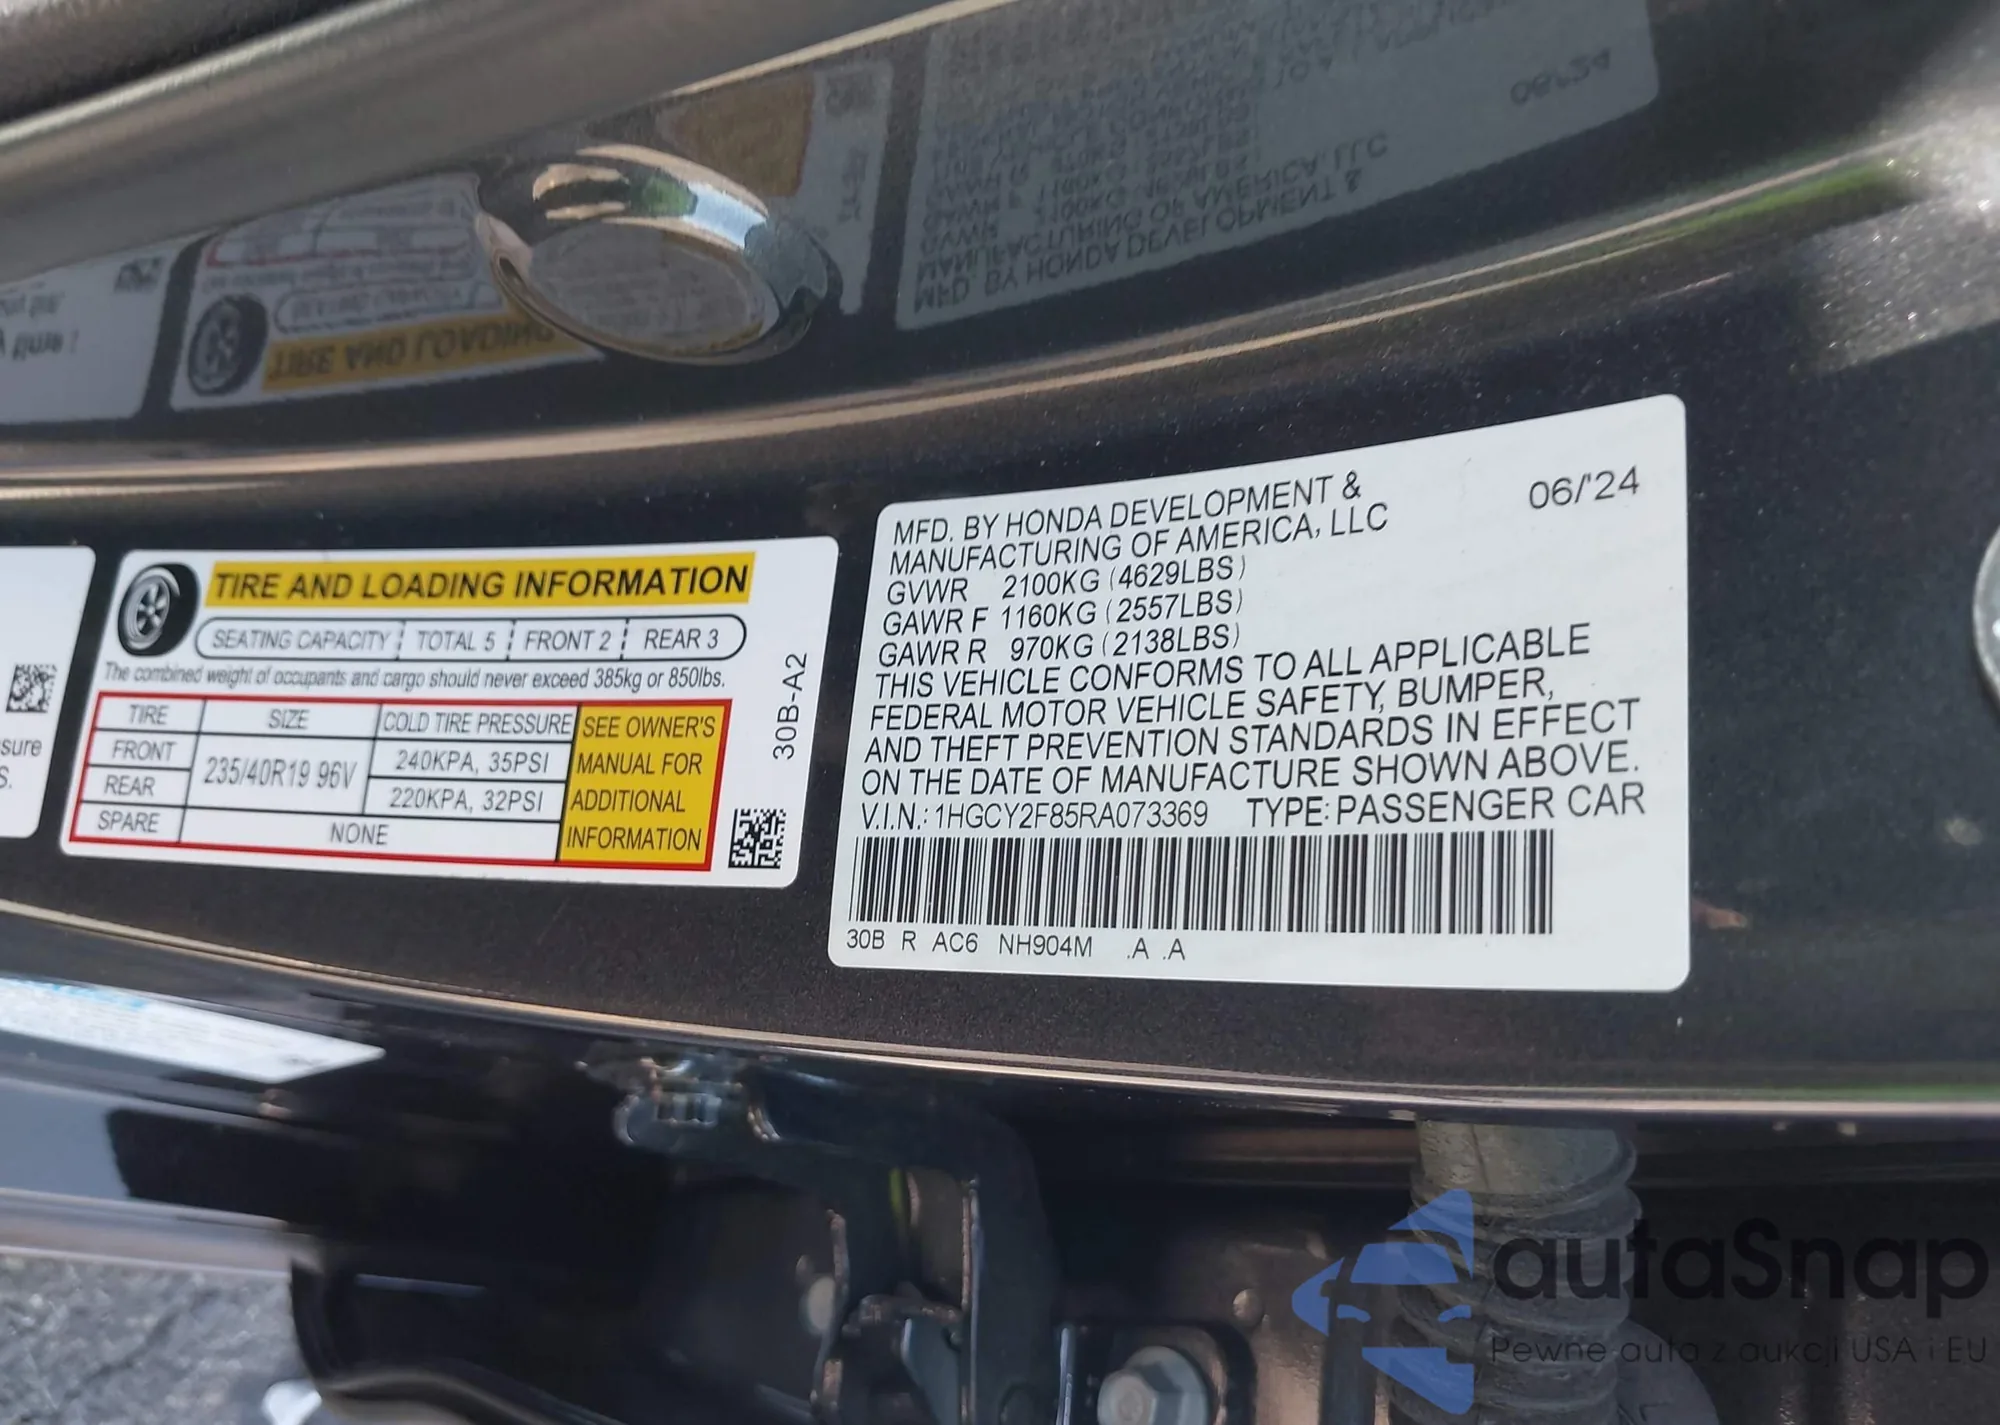 MFD. BY HONDA DEVELOPMENT &
MANUFACTURING OF AMERICA, LLC
06/'24
GVWR 2100KG (4629LBS)
GAWR F 1160KG (2557LBS)
GAWR R 970KG (2138LBS)
THIS VEHICLE CONFORMS TO ALL APPLICABLE
FEDERAL MOTOR VEHICLE SAFETY, BUMPER,
AND THEFT PREVENTION STANDARDS IN EFFECT
ON THE DATE OF MANUFACTURE SHOWN ABOVE.
V.I.N.: 1HGCY2F85RA073369 TYPE: PASSENGER CAR
30B R AC6 NH904M .A .A
TIRE AND LOADING INFORMATION
SEATING CAPACITY TOTAL 5 FRONT 2 REAR 3
The combined weight of occupants and cargo should never exceed 385kg or 850lbs.
TIRE SIZE COLD TIRE PRESSURE
FRONT 235/40R19 96V 240KPA, 35PSI
REAR 220KPA, 32PSI
SPARE NONE
SEE OWNER'S
MANUAL FOR
ADDITIONAL
INFORMATION
30B-A2
sure
S.
autaSnap
Pewne auta z aukcji USA i EU